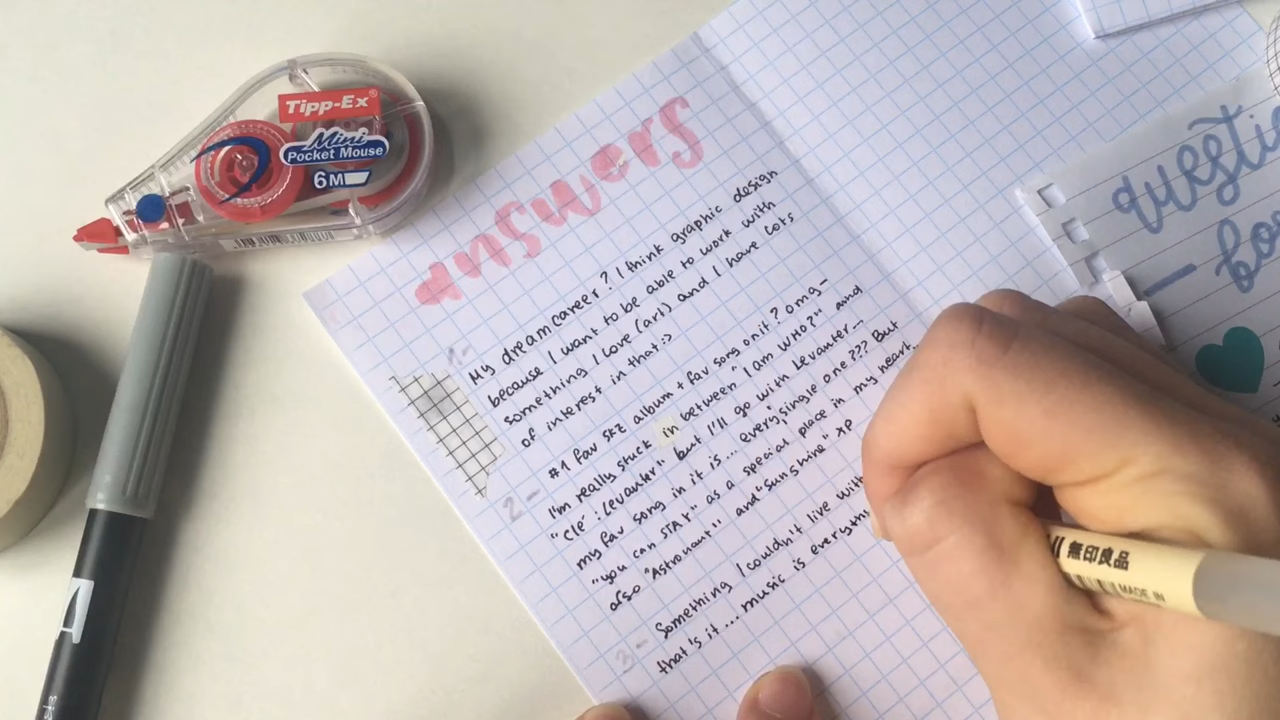 Tipp-Ex®
Mini
Pocket Mouse
6M
answers
1- My dream career? I think graphic design
because I want to be able to work with
something I love (art) and I have lots
of interest in that :)
2- #1 fav skz album + fav song on it? omg-
I'm really stuck in between "I am WHO?" and
"Clé: Levanter" but I'll go with Levanter...
my fav song in it is... every single one??? But
"you can STAY" as a special place in my heart...
also "Astronaut" and "Sunshine" xp
3- Something I couldn't live with
that's it... music is everythi
Questi
- for
無印良品
MADE IN